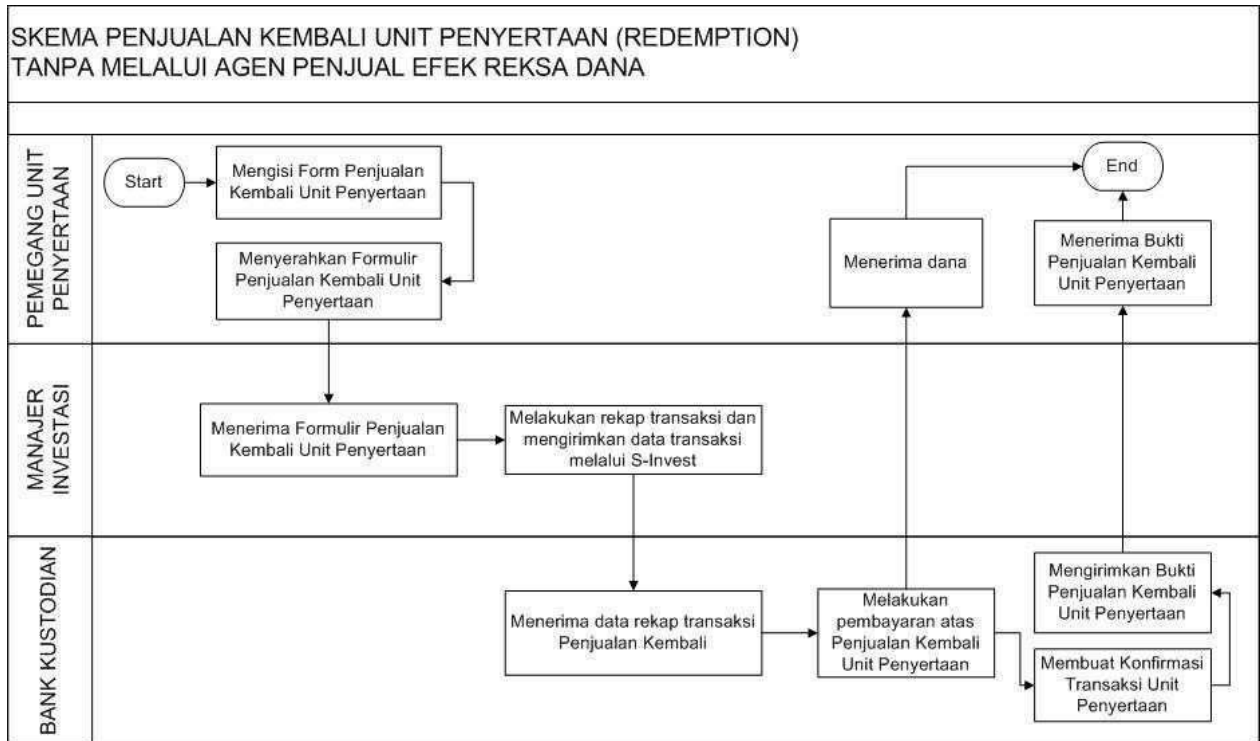 SKEMA PENJUALAN KEMBALI UNIT PENYERTAAN (REDEMPTION)
TANPA MELALUI AGEN PENJUAL EFEK REKSA DANA
PEMEGANG UNIT
PENYERTAAN
Start
Mengisi Form Penjualan
Kembali Unit Penyertaan
Menyerahkan Formulir
Penjualan Kembali Unit
Penyertaan
Menerima dana
End
Menerima Bukti
Penjualan Kembali
Unit Penyertaan
MANAJER
INVESTASI
Menerima Formulir Penjualan
Kembali Unit Penyertaan
Melakukan rekap transaksi dan
mengirimkan data transaksi
melalui S-Invest
BANK KUSTODIAN
Menerima data rekap transaksi
Penjualan Kembali
Melakukan
pembayaran atas
Penjualan Kembali
Unit Penyertaan
Mengirimkan Bukti
Penjualan Kembali
Unit Penyertaan
Membuat Konfirmasi
Transaksi Unit
Penyertaan